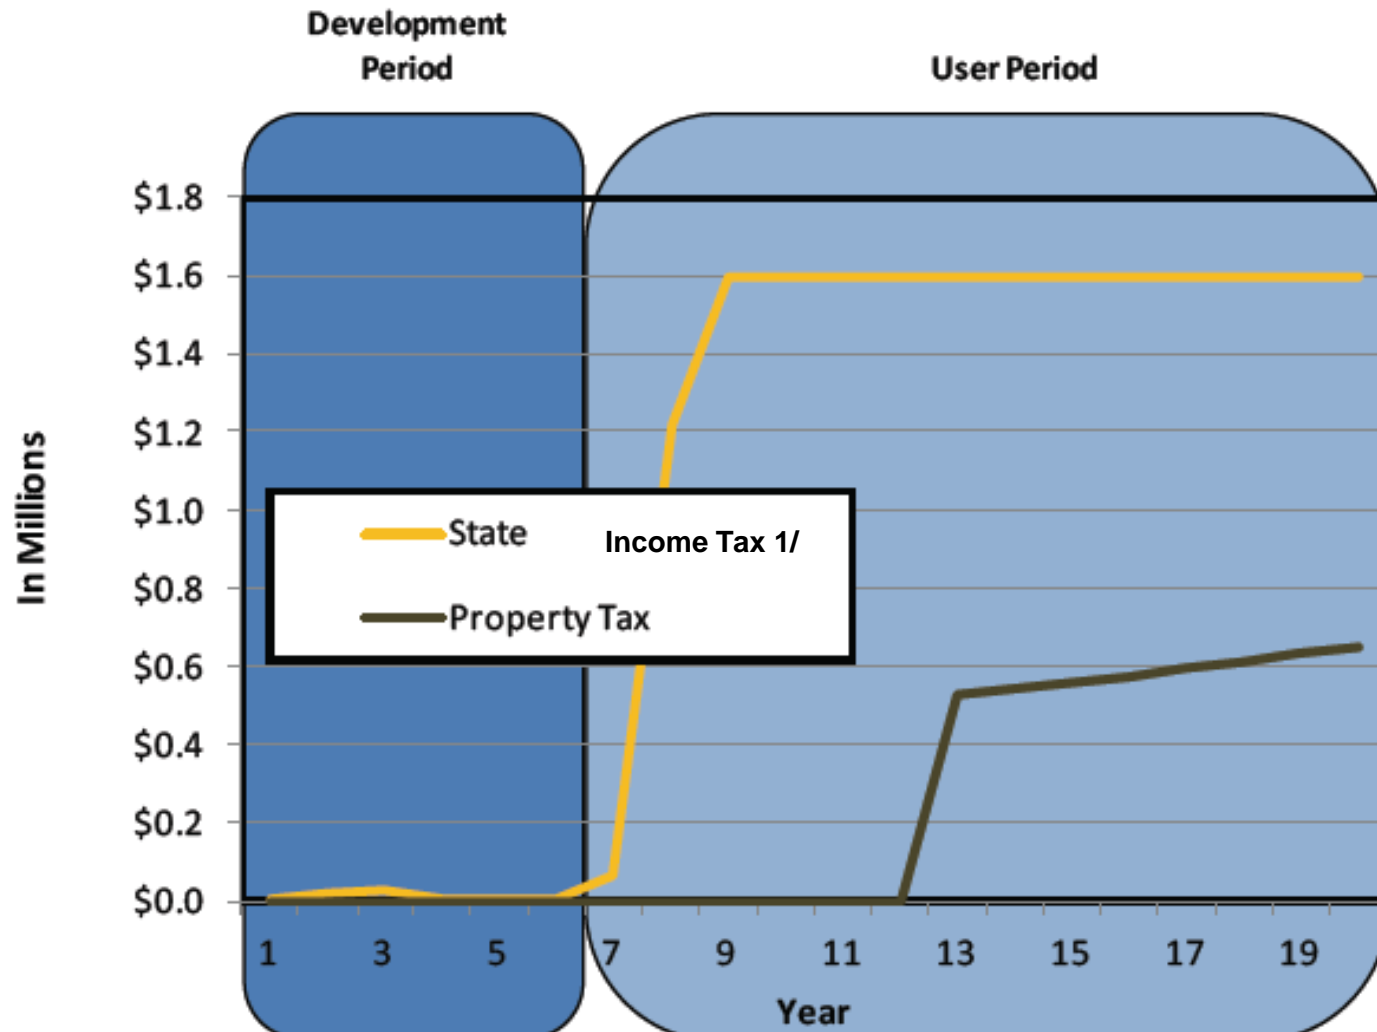 Development
Period
User Period
$1.8
$1.6
$1.4
$1.2
$1.0
$0.8
$0.6
$0.4
$0.2
$0.0
In Millions
State Income Tax 1/
Property Tax
1 3 5 7 9 11 13 15 17 19
Year